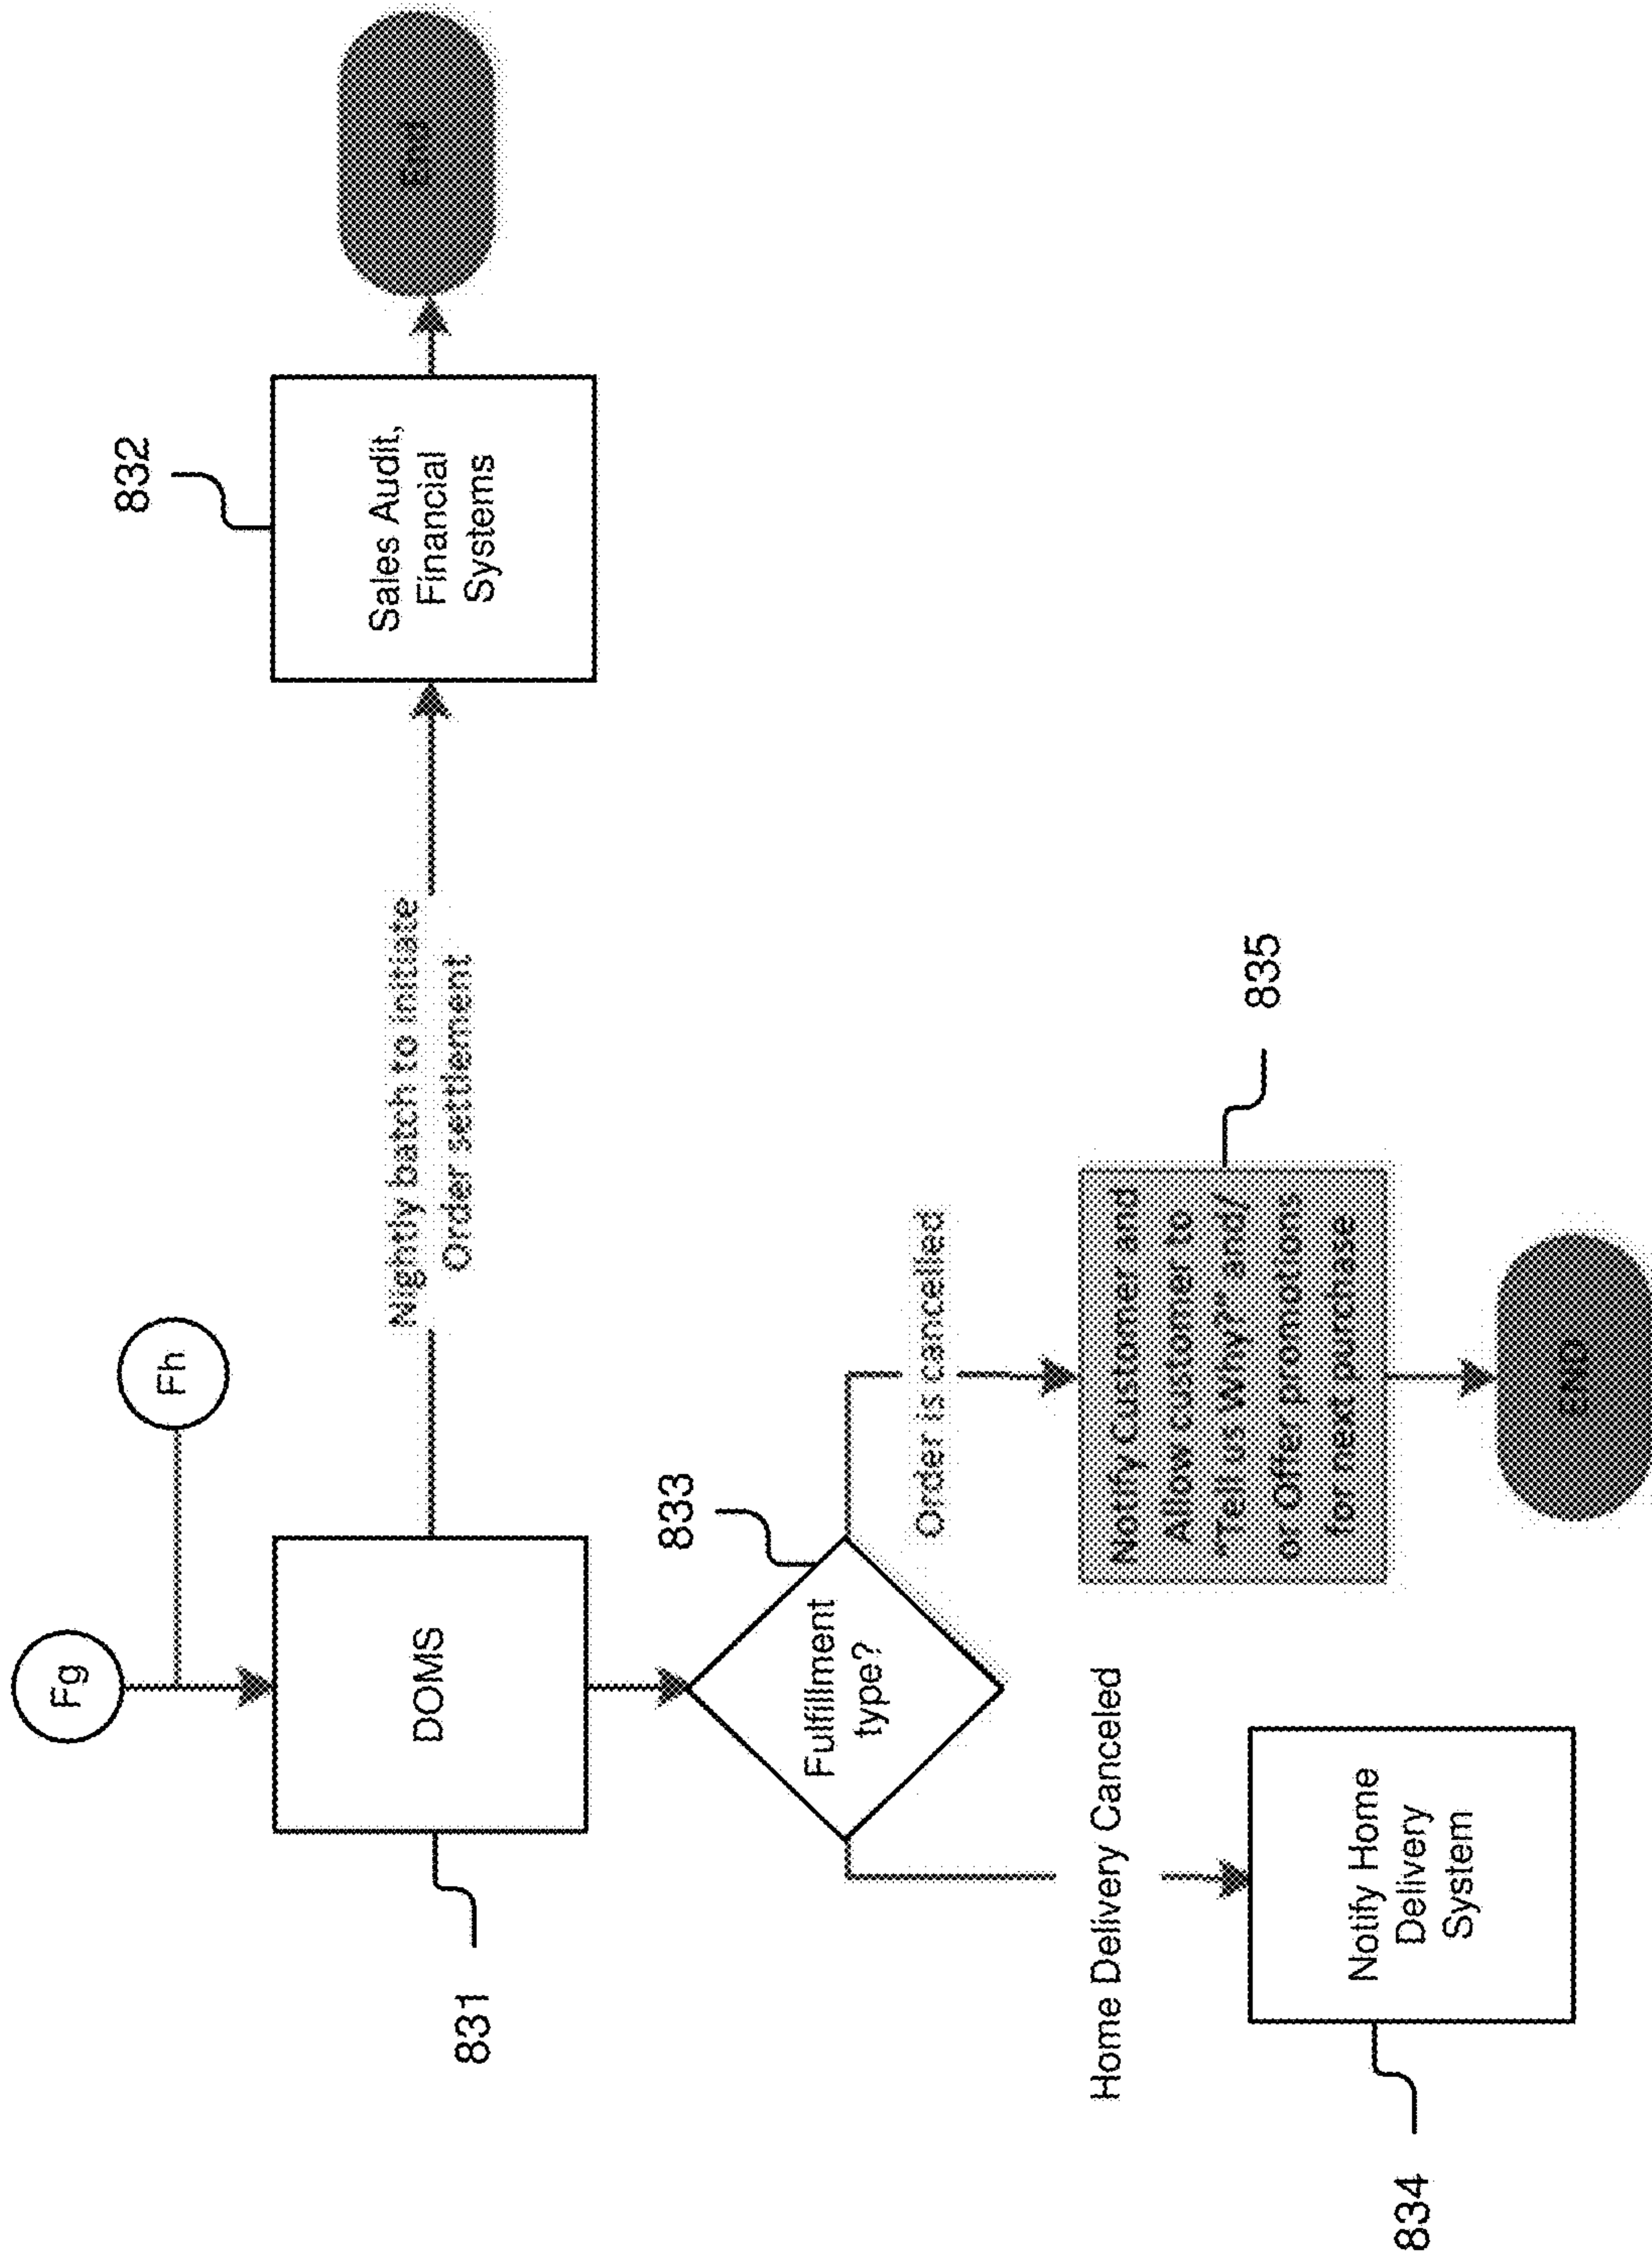 Fg
Fh
831
DOMS
Nightly batch to initiate
Order settlement
832
Sales Audit,
Financial
Systems
End
833
Fulfillment
type?
Home Delivery Canceled
Order is cancelled
834
Notify Home
Delivery
System
835
Notify Customer and
Allow customer to
"Tell us Why?" and/
or Offer promotions
for next purchase
END